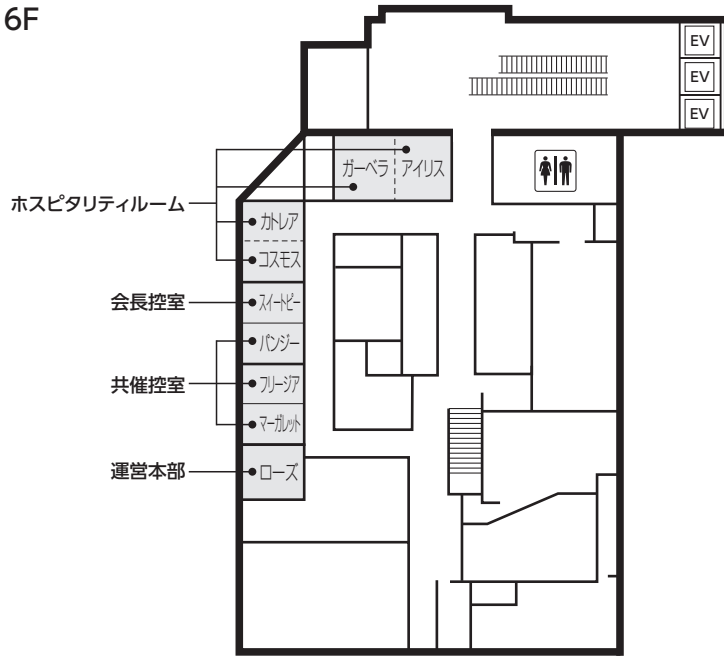 6F
EV
EV
EV
ガーベラ
アイリス
ホスピタリティルーム
カトレア
コスモス
会長控室
スイートピー
パンジー
共催控室
フリージア
マーガレット
運営本部
ローズ